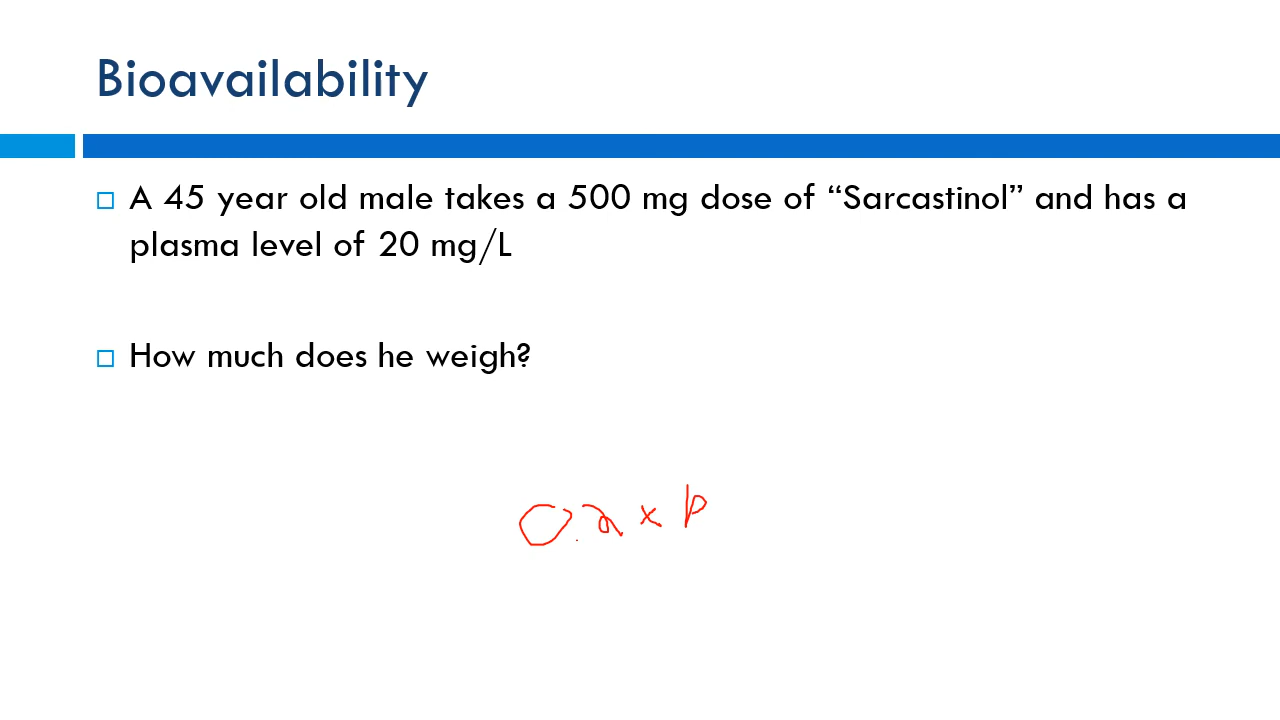 Bioavailability
A 45 year old male takes a 500 mg dose of “Sarcastinol” and has a
plasma level of 20 mg/L
How much does he weigh?
0.2 x p